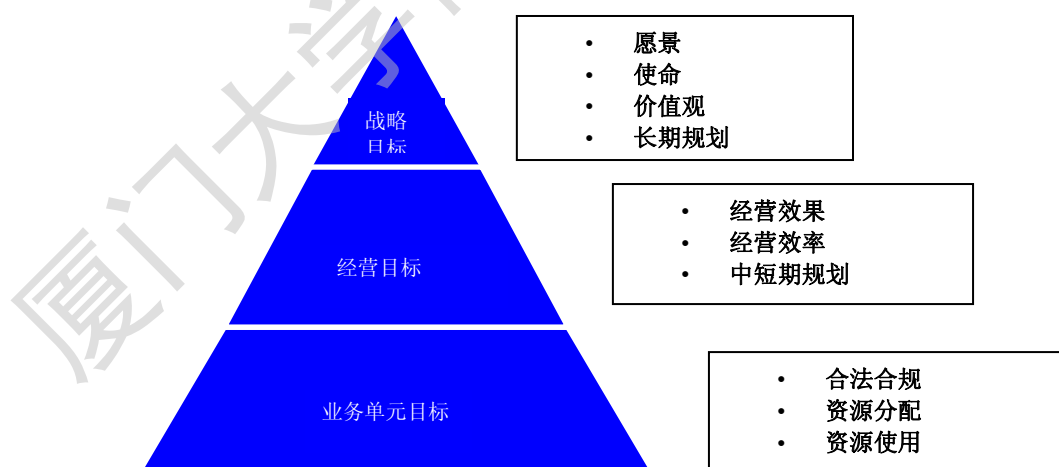 厦门大学
战略
目标
• 愿景
• 使命
• 价值观
• 长期规划
经营目标
• 经营效果
• 经营效率
• 中短期规划
业务单元目标
• 合法合规
• 资源分配
• 资源使用